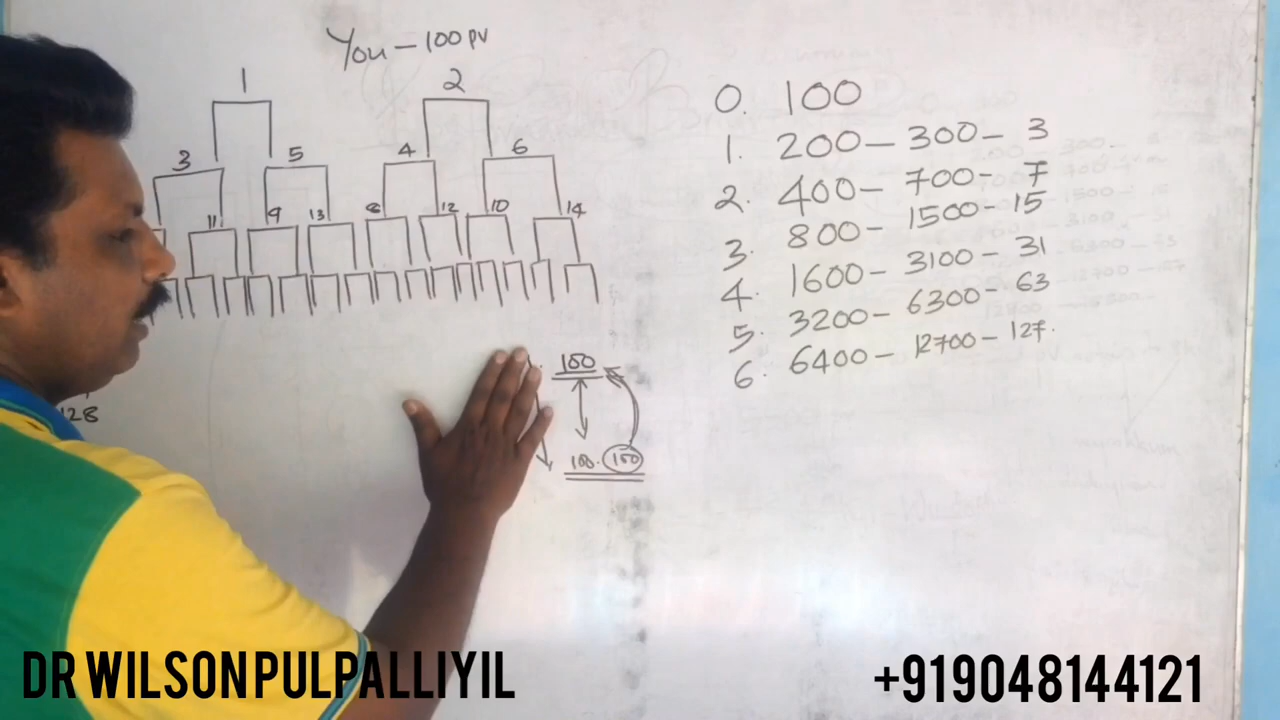 You - 100 PV
1 2
3 5 4 6
11 9 13 8 12 10 14
0. 100
1. 200 - 300 - 3
2. 400 - 700 - 7
3. 800 - 1500 - 15
4. 1600 - 3100 - 31
5. 3200 - 6300 - 63
6. 6400 - 12700 - 127.
100
100. 100
128
DR WILSON PULPALLIYIL
+919048144121